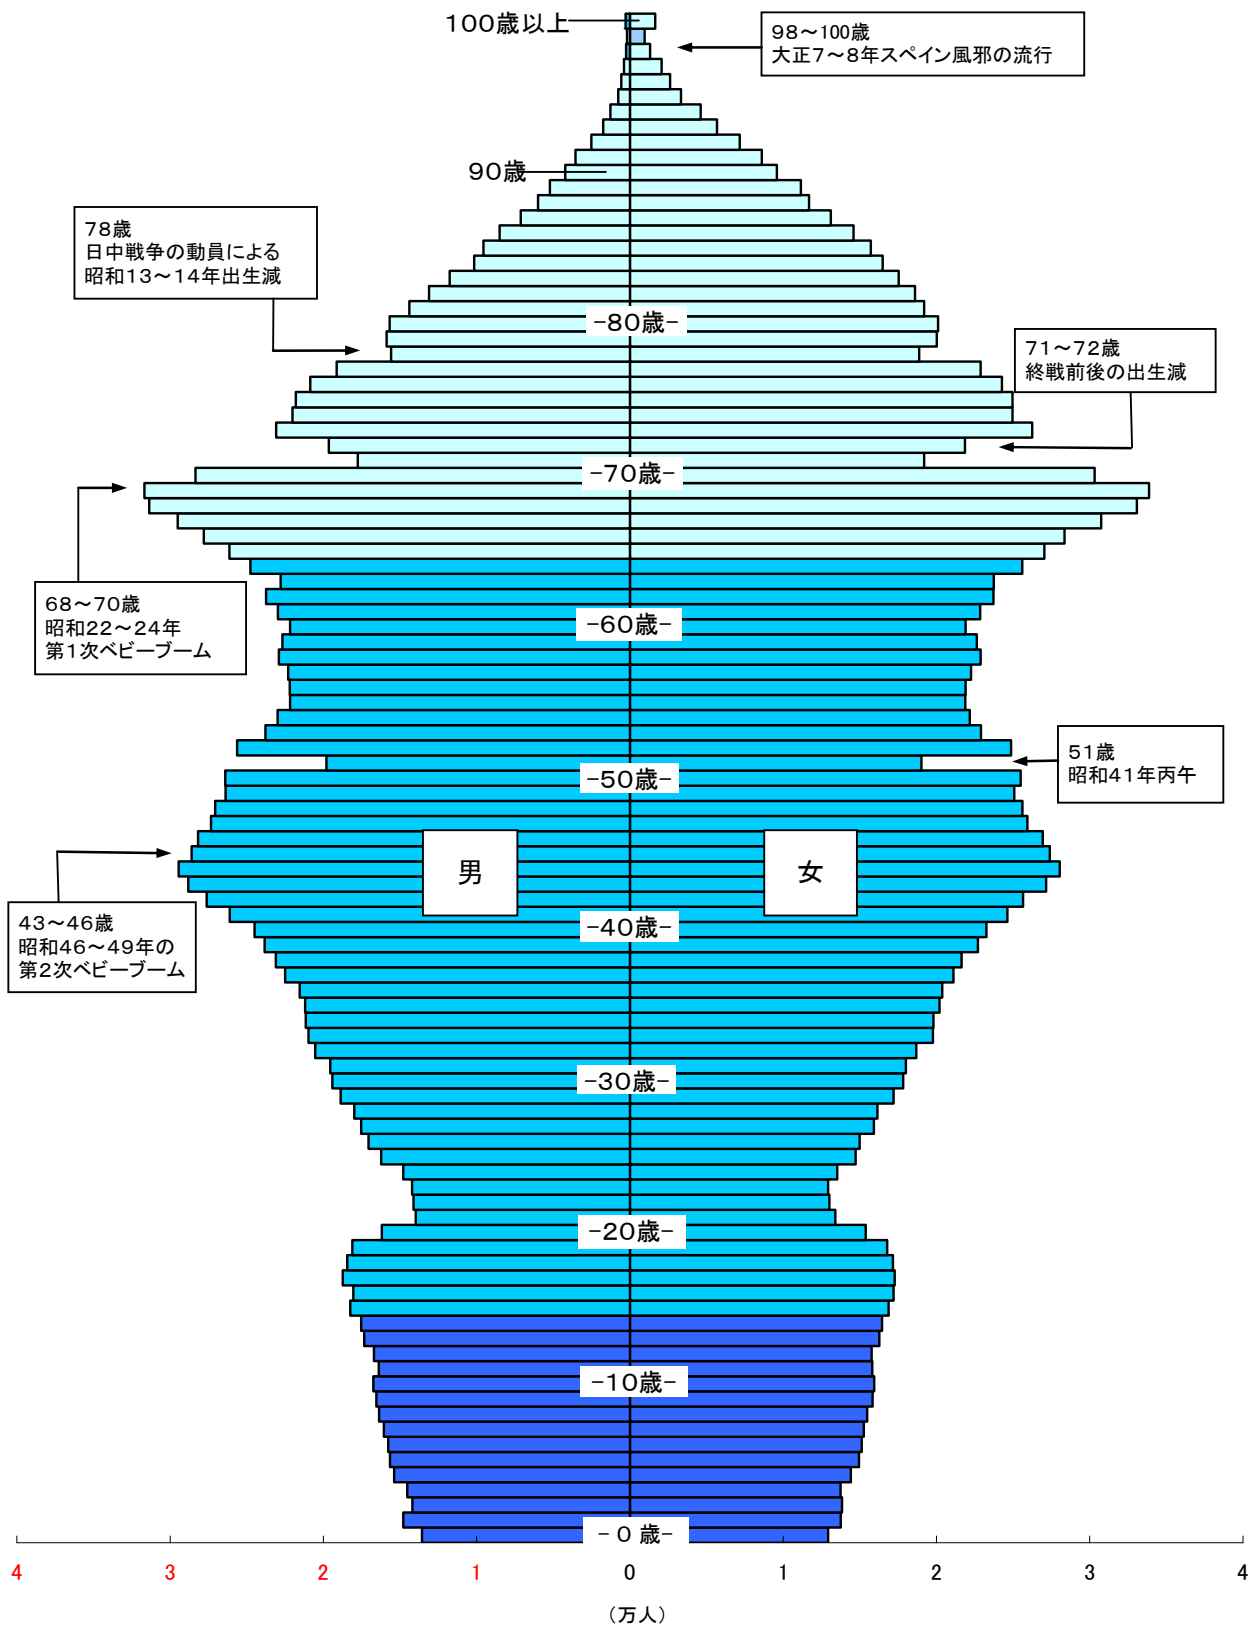 100歳以上
98～100歳
大正7～8年スペイン風邪の流行
90歳
78歳
日中戦争の動員による
昭和13～14年出生減
-80歳-
71～72歳
終戦前後の出生減
-70歳-
68～70歳
昭和22～24年
第1次ベビーブーム
-60歳-
51歳
昭和41年丙午
-50歳-
男
女
43～46歳
昭和46～49年の
第2次ベビーブーム
-40歳-
-30歳-
-20歳-
-10歳-
-0歳-
4 3 2 1 0 1 2 3 4
(万人)